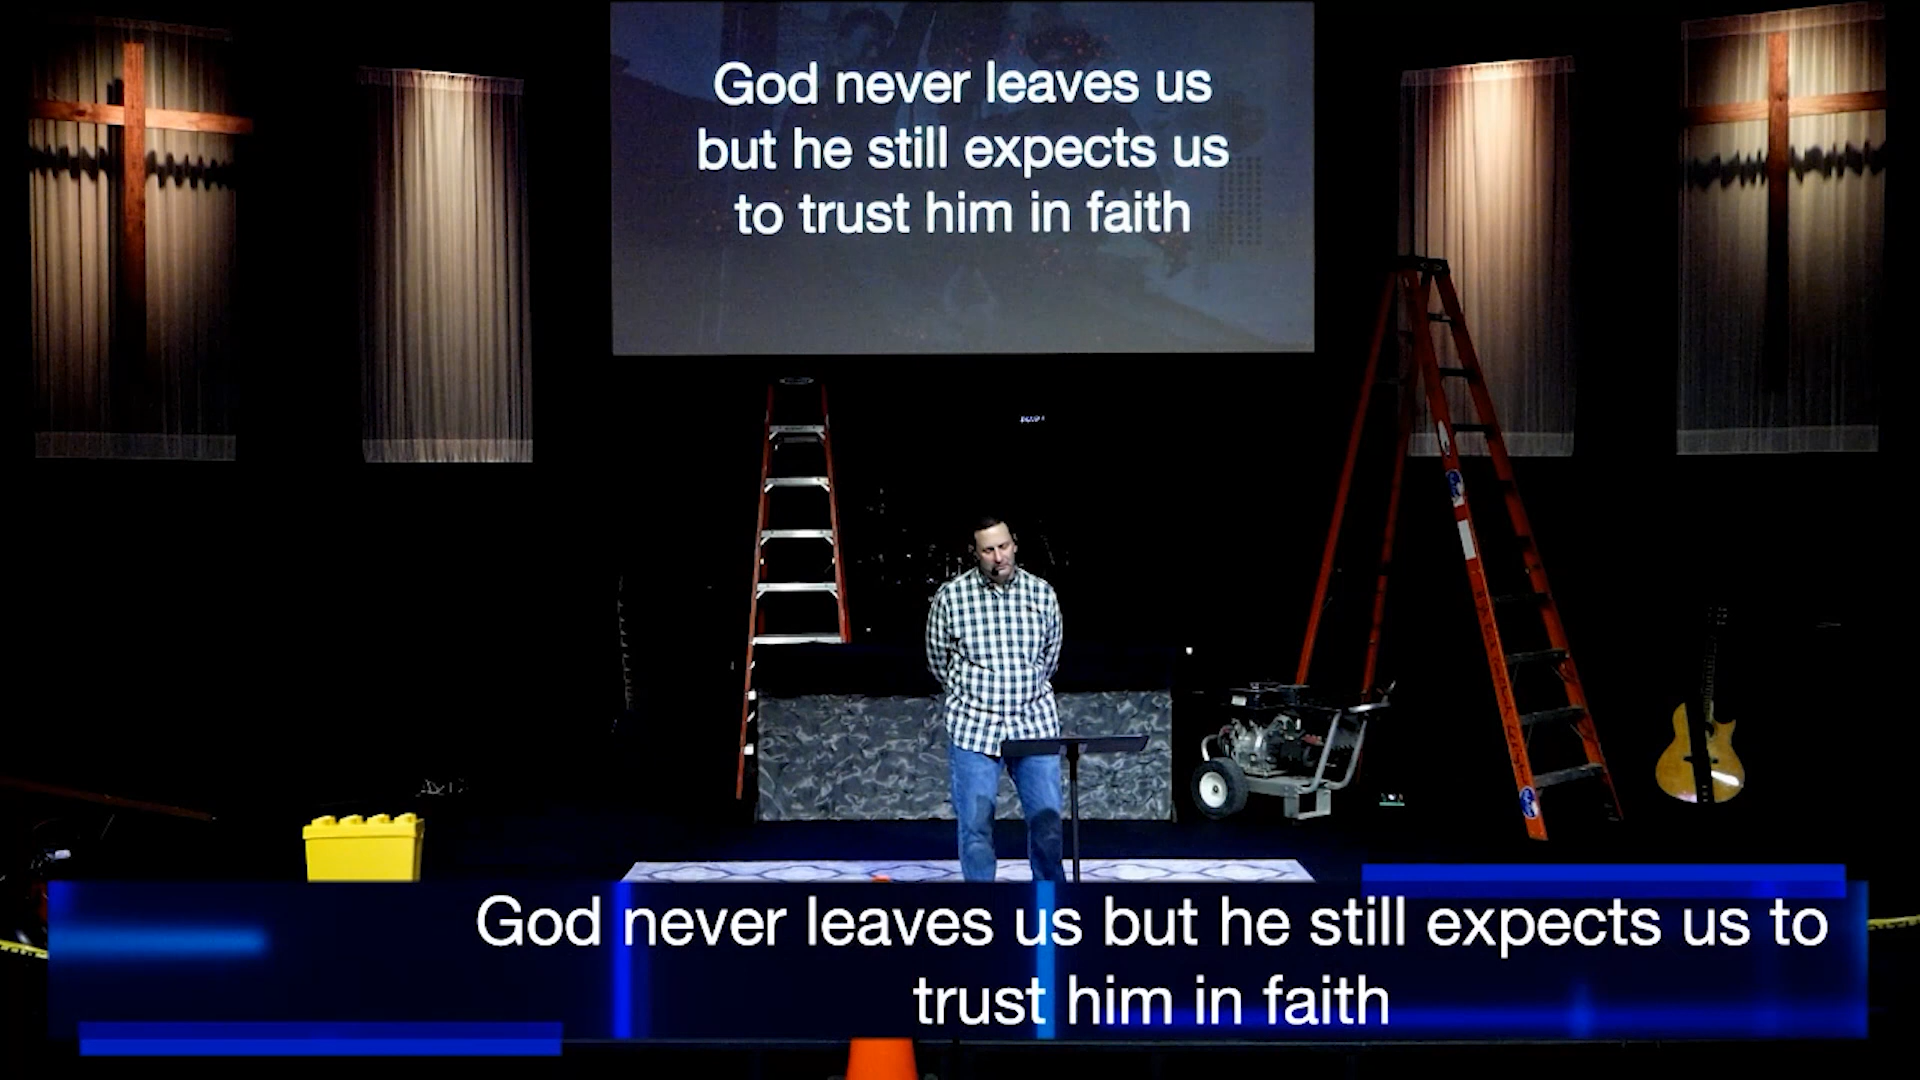 God never leaves us
but he still expects us
to trust him in faith
God never leaves us but he still expects us to
trust him in faith